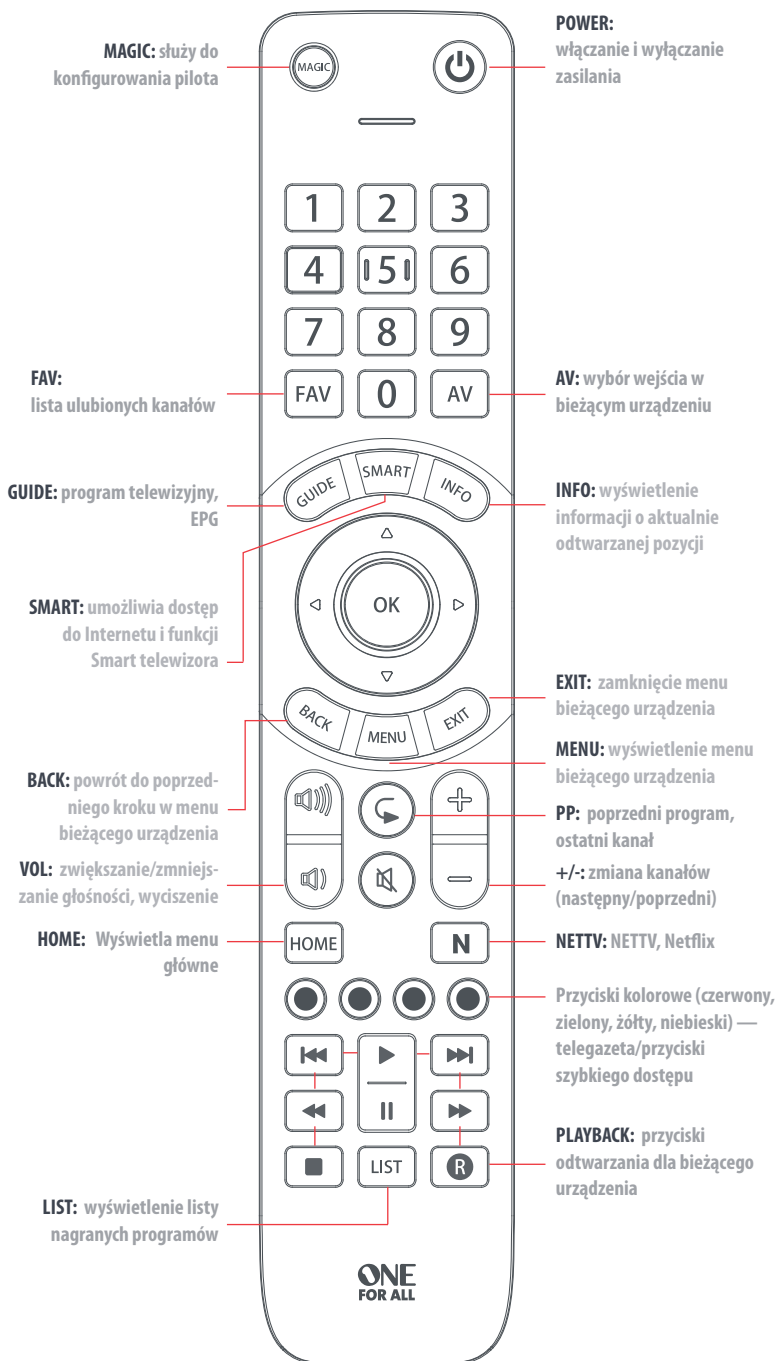 MAGIC: służy do
konfigurowania pilota
POWER:
włączanie i wyłączanie
zasilania
MAGIC
1 2 3
4 5 6
7 8 9
FAV 0 AV
FAV:
lista ulubionych kanałów
AV: wybór wejścia w
bieżącym urządzeniu
GUIDE SMART INFO
GUIDE: program telewizyjny,
EPG
INFO: wyświetlenie
informacji o aktualnie
odtwarzanej pozycji
OK
SMART: umożliwia dostęp
do Internetu i funkcji
Smart telewizora
BACK MENU EXIT
EXIT: zamknięcie menu
bieżącego urządzenia
MENU: wyświetlenie menu
bieżącego urządzenia
BACK: powrót do poprzed-
niego kroku w menu
bieżącego urządzenia
PP: poprzedni program,
ostatni kanał
VOL: zwiększanie/zmniejs-
zanie głośności, wyciszenie
+/-: zmiana kanałów
(następny/poprzedni)
HOME: Wyświetla menu
główne
HOME N
NETTV: NETTV, Netflix
Przyciski kolorowe (czerwony,
zielony, żółty, niebieski) —
telegazeta/przyciski
szybkiego dostępu
LIST R
PLAYBACK: przyciski
odtwarzania dla bieżącego
urządzenia
LIST: wyświetlenie listy
nagranych programów
ONE
FOR ALL